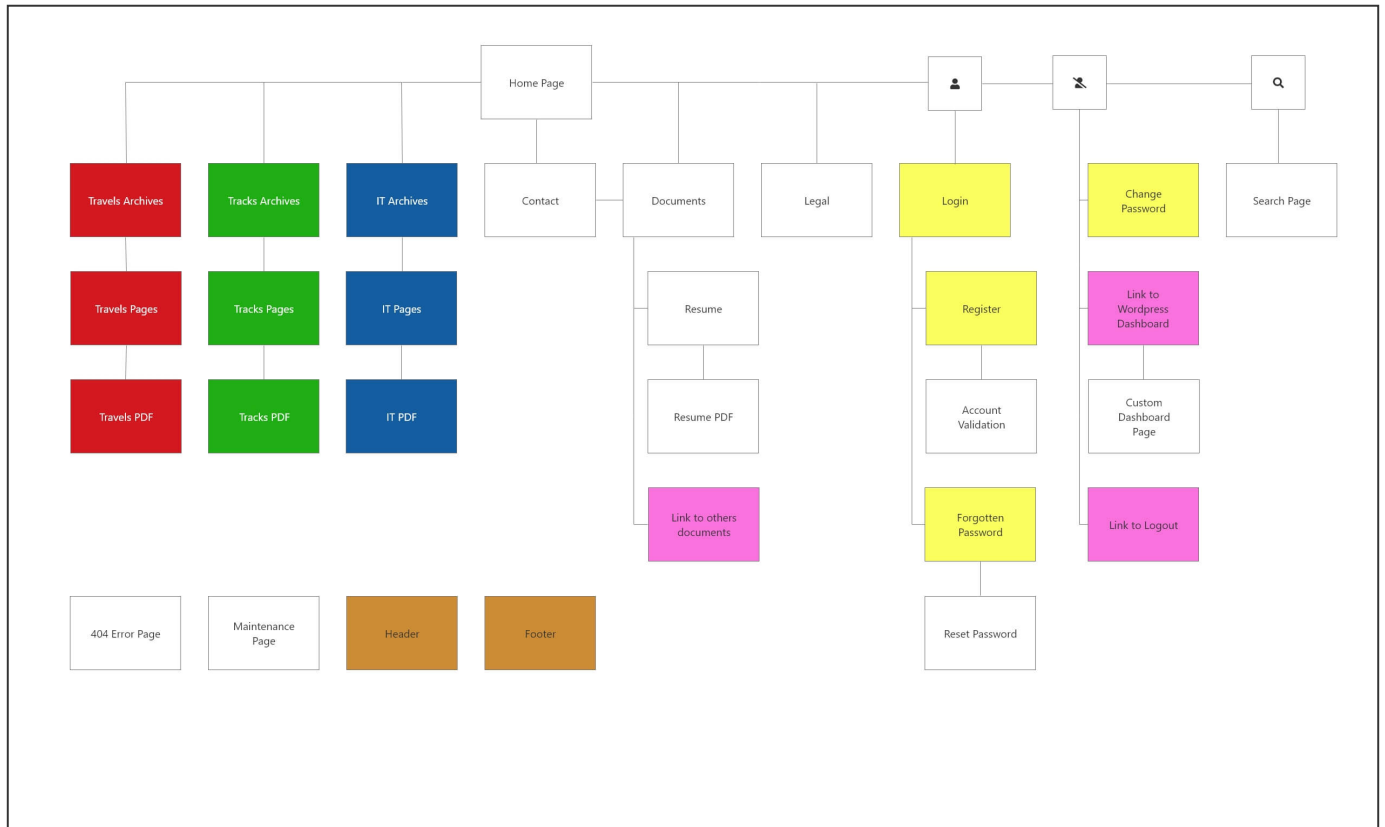 Home Page
Travels Archives
Tracks Archives
IT Archives
Contact
Documents
Legal
Login
Change
Password
Search Page
Travels Pages
Tracks Pages
IT Pages
Resume
Register
Link to
Wordpress
Dashboard
Travels PDF
Tracks PDF
IT PDF
Resume PDF
Account
Validation
Custom
Dashboard
Page
Link to others
documents
Forgotten
Password
Link to Logout
404 Error Page
Maintenance
Page
Header
Footer
Reset Password